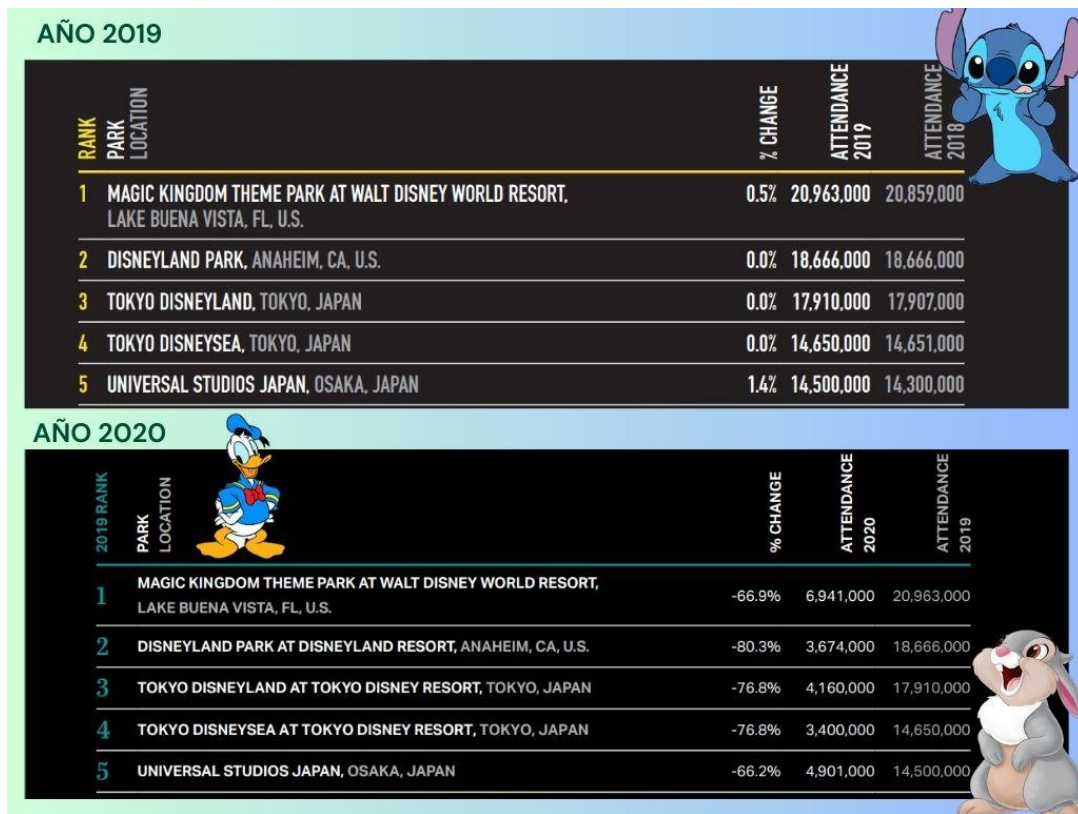 AÑO 2019
RANK
PARK
LOCATION
% CHANGE
ATTENDANCE
2019
ATTENDANCE
2018
1 MAGIC KINGDOM THEME PARK AT WALT DISNEY WORLD RESORT, 0.5% 20,963,000 20,859,000
LAKE BUENA VISTA, FL, U.S.
2 DISNEYLAND PARK, ANAHEIM, CA, U.S. 0.0% 18,666,000 18,666,000
3 TOKYO DISNEYLAND, TOKYO, JAPAN 0.0% 17,910,000 17,907,000
4 TOKYO DISNEYSEA, TOKYO, JAPAN 0.0% 14,650,000 14,651,000
5 UNIVERSAL STUDIOS JAPAN, OSAKA, JAPAN 1.4% 14,500,000 14,300,000
AÑO 2020
2019 RANK
PARK
LOCATION
% CHANGE
ATTENDANCE
2020
ATTENDANCE
2019
1 MAGIC KINGDOM THEME PARK AT WALT DISNEY WORLD RESORT, -66.9% 6,941,000 20,963,000
LAKE BUENA VISTA, FL, U.S.
2 DISNEYLAND PARK AT DISNEYLAND RESORT, ANAHEIM, CA, U.S. -80.3% 3,674,000 18,666,000
3 TOKYO DISNEYLAND AT TOKYO DISNEY RESORT, TOKYO, JAPAN -76.8% 4,160,000 17,910,000
4 TOKYO DISNEYSEA AT TOKYO DISNEY RESORT, TOKYO, JAPAN -76.8% 3,400,000 14,650,000
5 UNIVERSAL STUDIOS JAPAN, OSAKA, JAPAN -66.2% 4,901,000 14,500,000